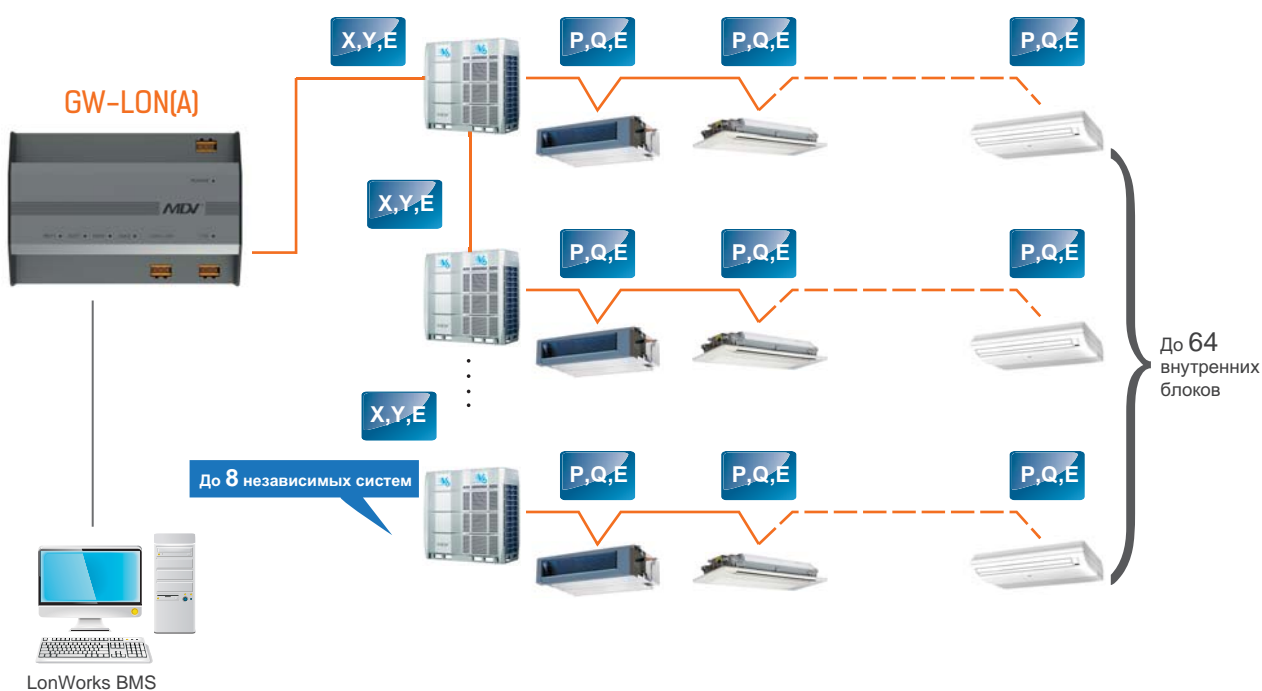 X,Y,E
P,Q,E
P,Q,E
P,Q,E
GW-LON(A)
MDV
X,Y,E
P,Q,E
P,Q,E
P,Q,E
До 64
внутренних
блоков
X,Y,E
До 8 независимых систем
P,Q,E
P,Q,E
P,Q,E
LonWorks BMS